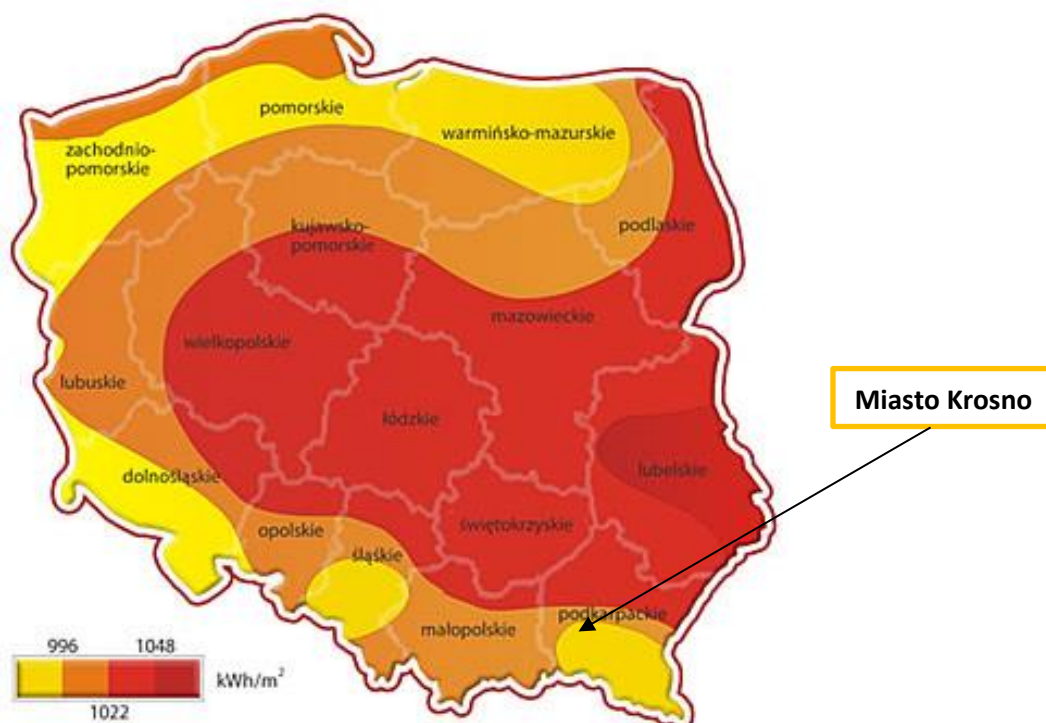 pomorskie
warmińsko-mazurskie
zachodnio-
pomorskie
podlaskie
kujawsko-
pomorskie
mazowieckie
wielkopolskie
lubuskie
łódzkie
Miasto Krosno
dolnośląskie
lubelskie
opolskie
świętokrzyskie
śląskie
podkarpackie
małopolskie
996 1048
kWh/m²
1022